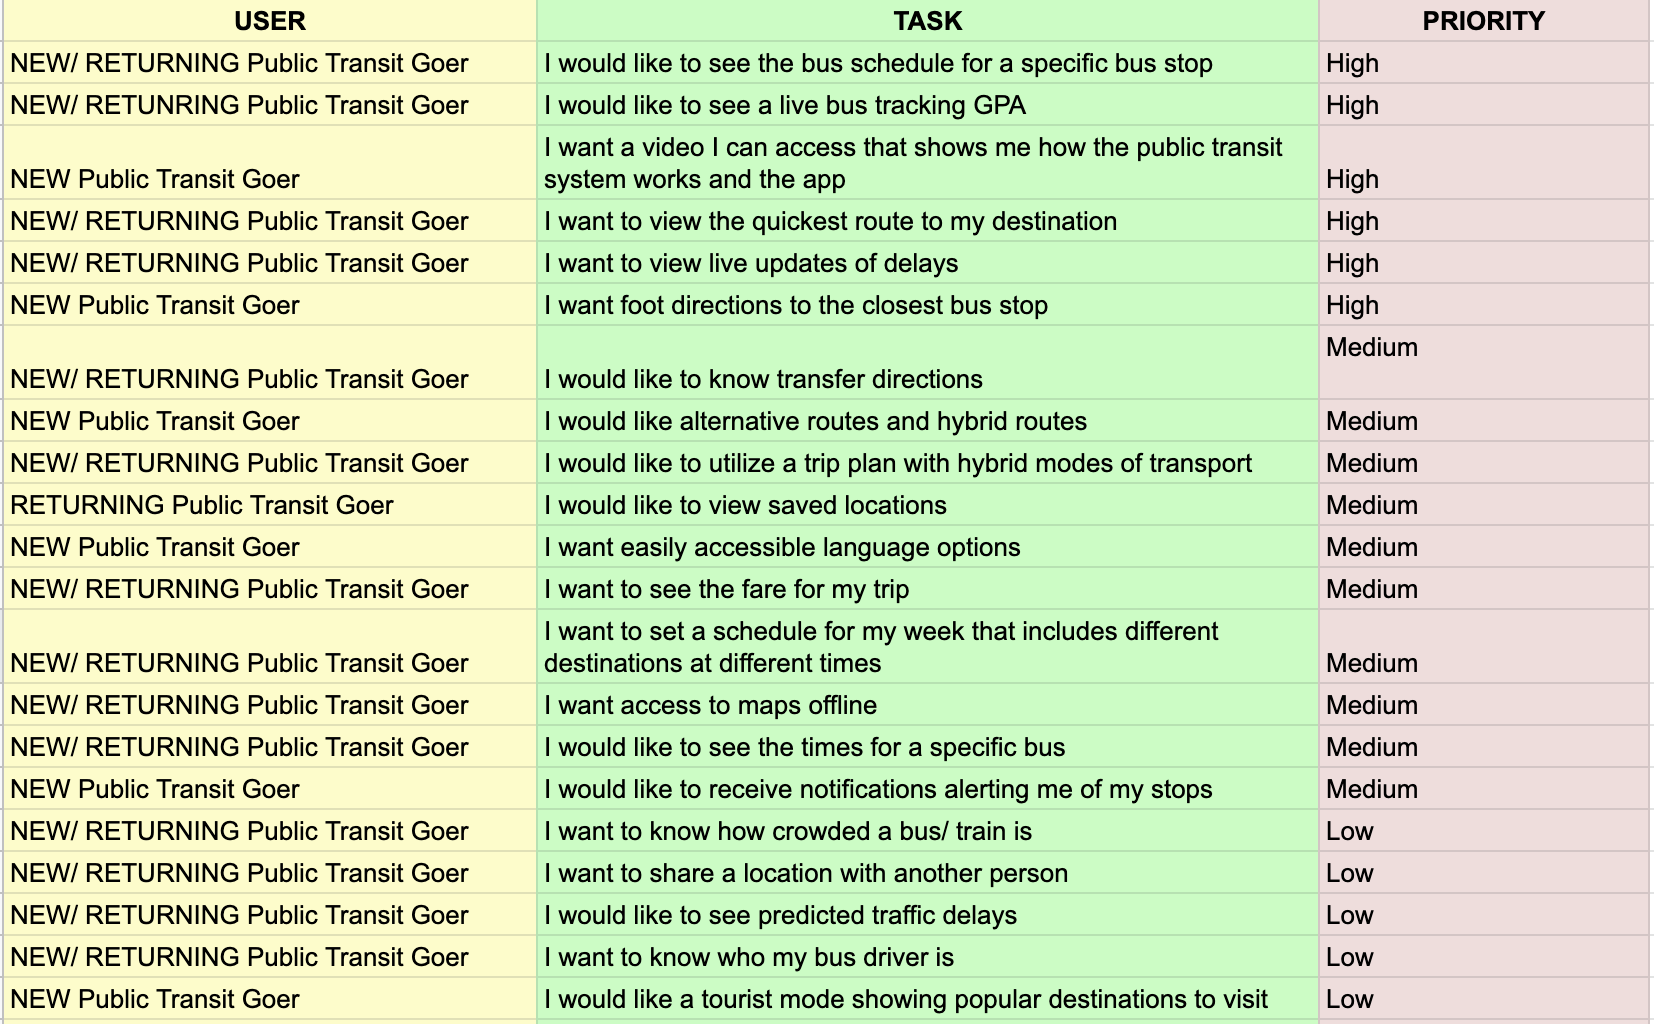 USER TASK PRIORITY
NEW/ RETURNING Public Transit Goer I would like to see the bus schedule for a specific bus stop High
NEW/ RETUNRING Public Transit Goer I would like to see a live bus tracking GPA High
I want a video I can access that shows me how the public transit
NEW Public Transit Goer system works and the app High
NEW/ RETURNING Public Transit Goer I want to view the quickest route to my destination High
NEW/ RETURNING Public Transit Goer I want to view live updates of delays High
NEW Public Transit Goer I want foot directions to the closest bus stop High
Medium
NEW/ RETURNING Public Transit Goer I would like to know transfer directions
NEW Public Transit Goer I would like alternative routes and hybrid routes Medium
NEW/ RETURNING Public Transit Goer I would like to utilize a trip plan with hybrid modes of transport Medium
RETURNING Public Transit Goer I would like to view saved locations Medium
NEW Public Transit Goer I want easily accessible language options Medium
NEW/ RETURNING Public Transit Goer I want to see the fare for my trip Medium
I want to set a schedule for my week that includes different
NEW/ RETURNING Public Transit Goer destinations at different times Medium
NEW/ RETURNING Public Transit Goer I want access to maps offline Medium
NEW/ RETURNING Public Transit Goer I would like to see the times for a specific bus Medium
NEW Public Transit Goer I would like to receive notifications alerting me of my stops Medium
NEW/ RETURNING Public Transit Goer I want to know how crowded a bus/ train is Low
NEW/ RETURNING Public Transit Goer I want to share a location with another person Low
NEW/ RETURNING Public Transit Goer I would like to see predicted traffic delays Low
NEW/ RETURNING Public Transit Goer I want to know who my bus driver is Low
NEW Public Transit Goer I would like a tourist mode showing popular destinations to visit Low